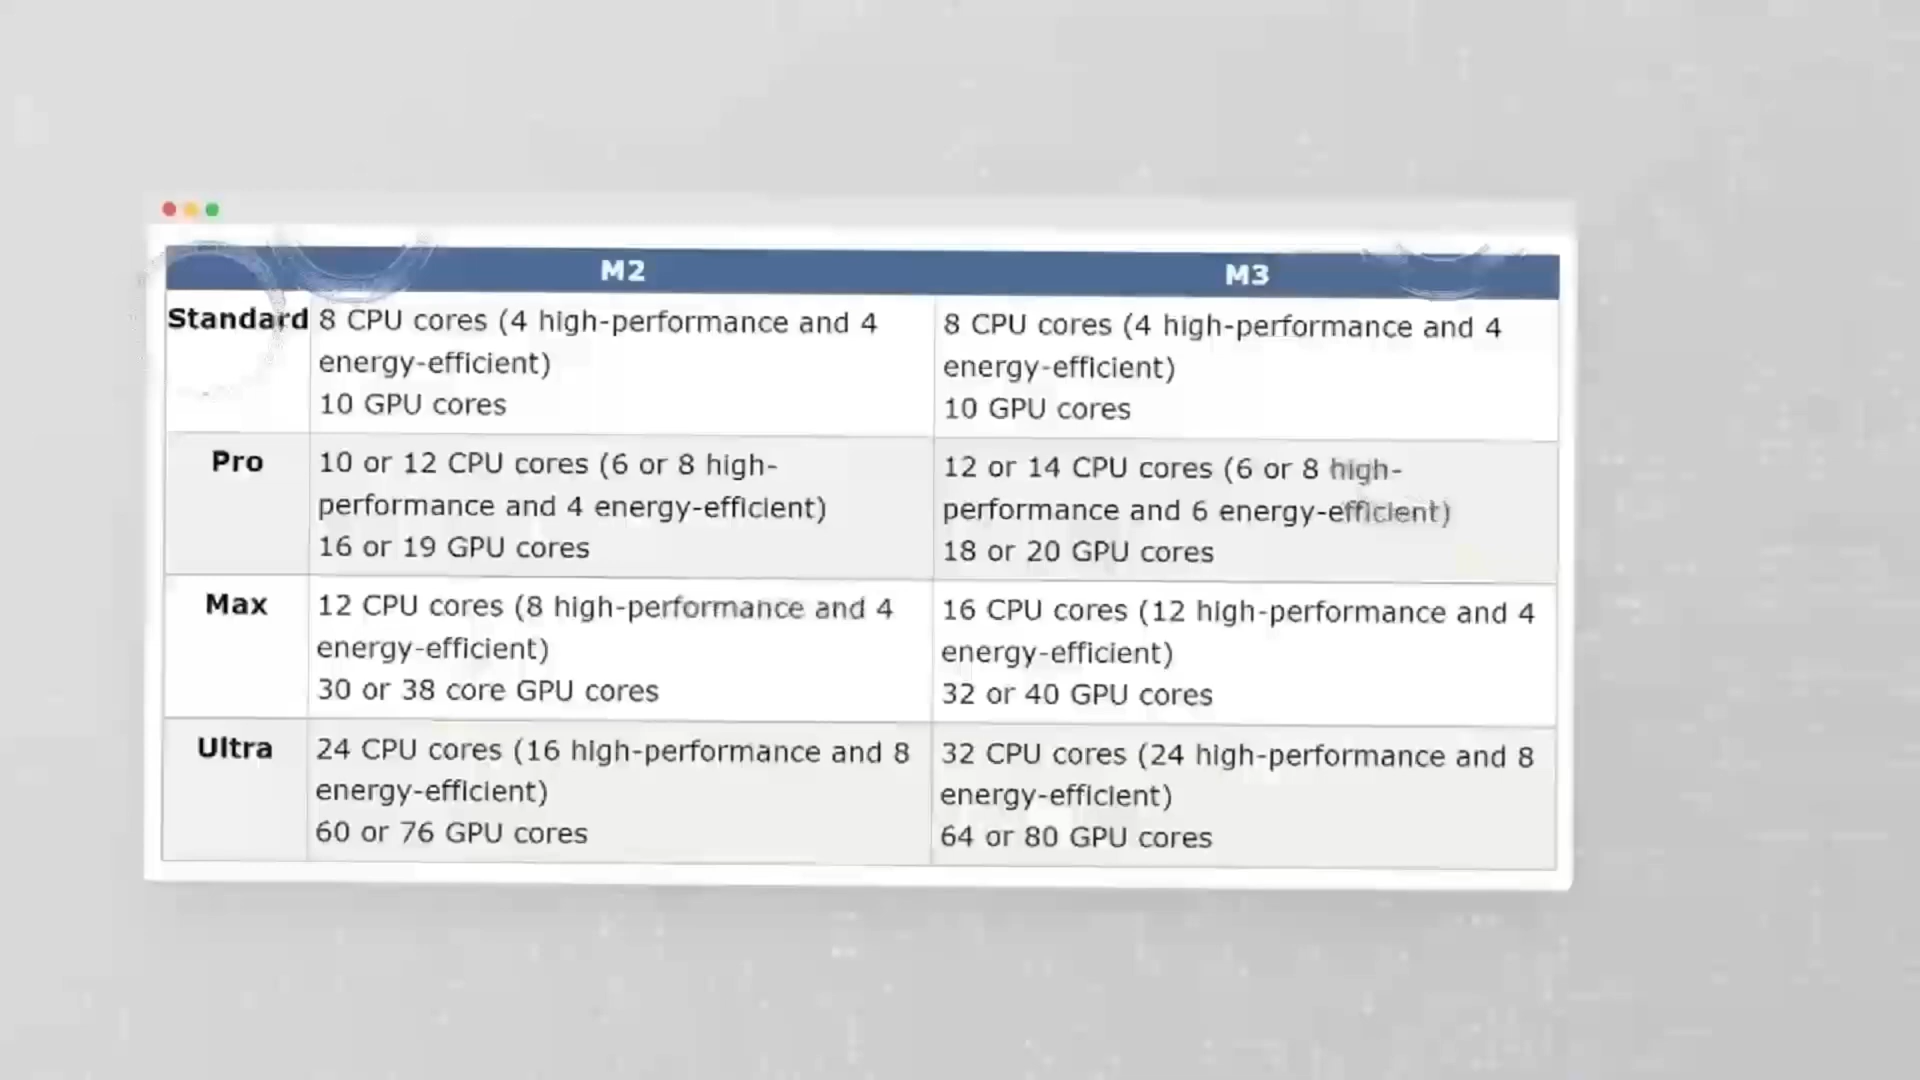 M2 M3
Standard 8 CPU cores (4 high-performance and 4 8 CPU cores (4 high-performance and 4
energy-efficient) energy-efficient)
10 GPU cores 10 GPU cores
Pro 10 or 12 CPU cores (6 or 8 high- 12 or 14 CPU cores (6 or 8 high-
performance and 4 energy-efficient) performance and 6 energy-efficient)
16 or 19 GPU cores 18 or 20 GPU cores
Max 12 CPU cores (8 high-performance and 4 16 CPU cores (12 high-performance and 4
energy-efficient) energy-efficient)
30 or 38 core GPU cores 32 or 40 GPU cores
Ultra 24 CPU cores (16 high-performance and 8 32 CPU cores (24 high-performance and 8
energy-efficient) energy-efficient)
60 or 76 GPU cores 64 or 80 GPU cores